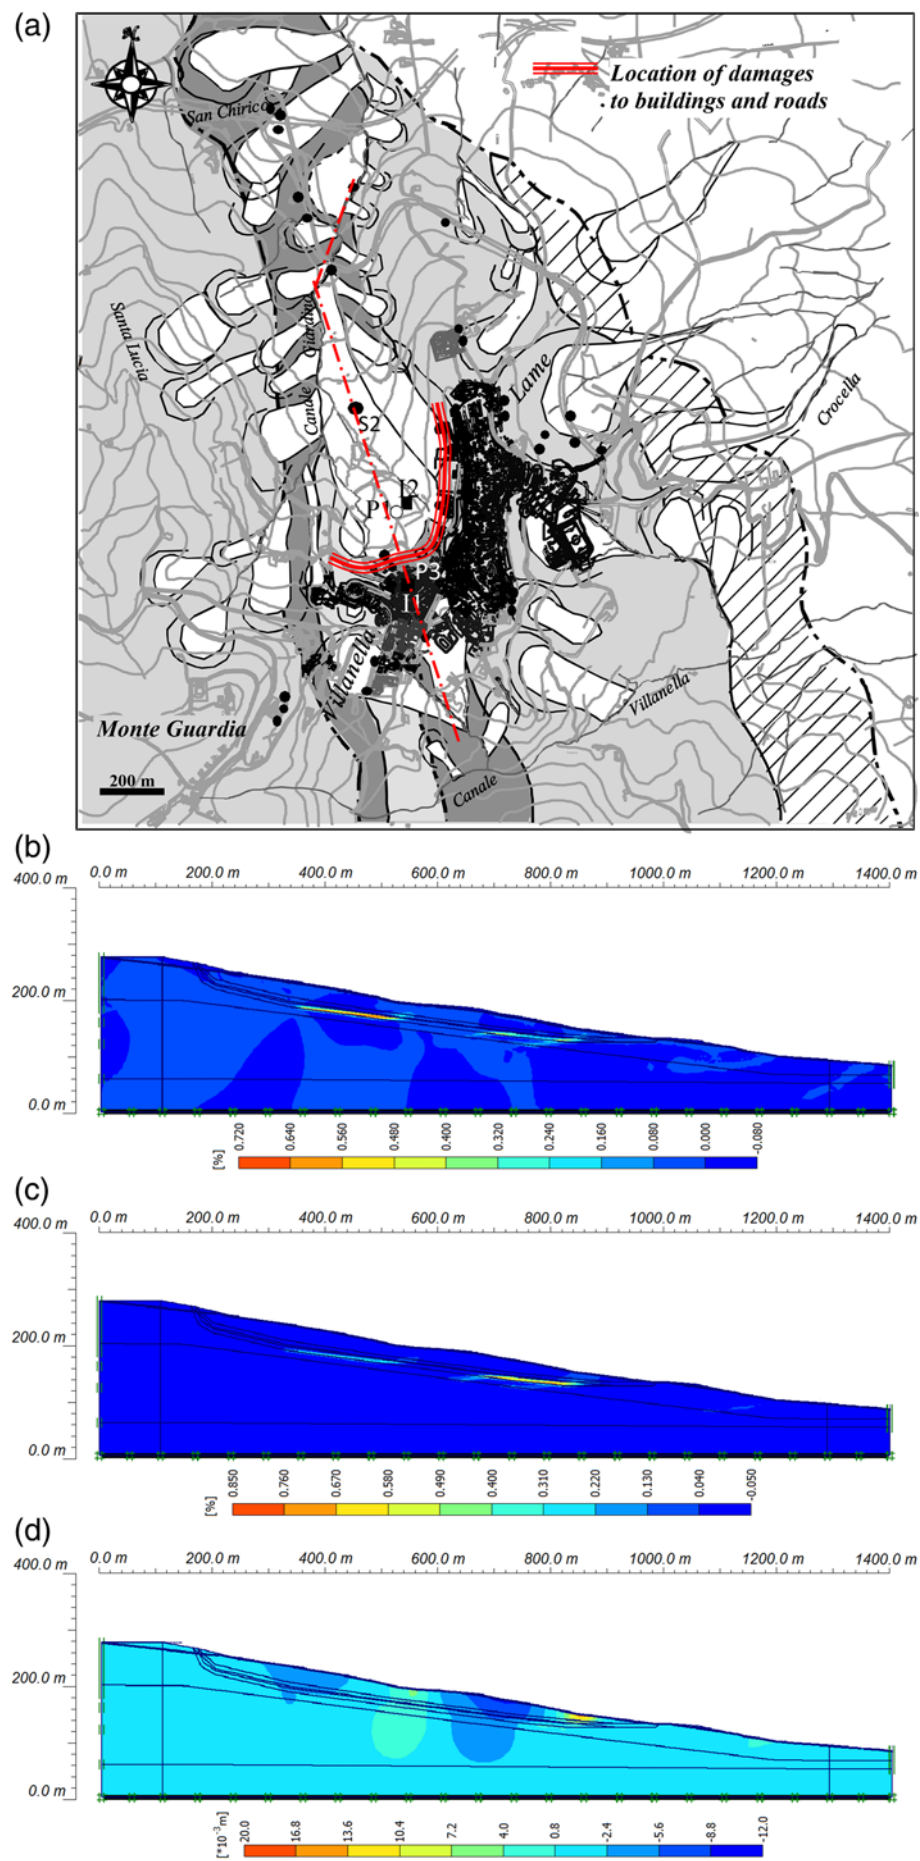 (a)
Location of damages
to buildings and roads
San Chirico
Santa
Lucia
Canale Giardino
Lame
Crocella
S2
I2
P1
P3
I
Villanella
Villanella
Monte Guardia
200 m
Canale
(b)
0.0 m 200.0 m 400.0 m 600.0 m 800.0 m 1000.0 m 1200.0 m 1400.0 m
400.0 m
200.0 m
0.0 m
[%] 0.720 0.640 0.560 0.480 0.400 0.320 0.240 0.160 0.080 0.000 -0.080
(c)
0.0 m 200.0 m 400.0 m 600.0 m 800.0 m 1000.0 m 1200.0 m 1400.0 m
400.0 m
200.0 m
0.0 m
[%] 0.850 0.760 0.670 0.580 0.490 0.400 0.310 0.220 0.130 0.040 -0.050
(d)
0.0 m 200.0 m 400.0 m 600.0 m 800.0 m 1000.0 m 1200.0 m 1400.0 m
400.0 m
200.0 m
0.0 m
[*10⁻³m] 20.0 16.8 13.6 10.4 7.2 4.0 0.8 -2.4 -5.6 -8.8 -12.0